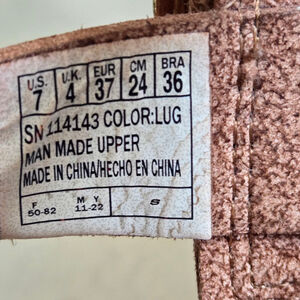 U.S. U.K. EUR CM BRA
7 4 37 24 36
SN 114143 COLOR:LUG
MAN MADE UPPER
MADE IN CHINA/HECHO EN CHINA
F M Y
50-82 11-22 S